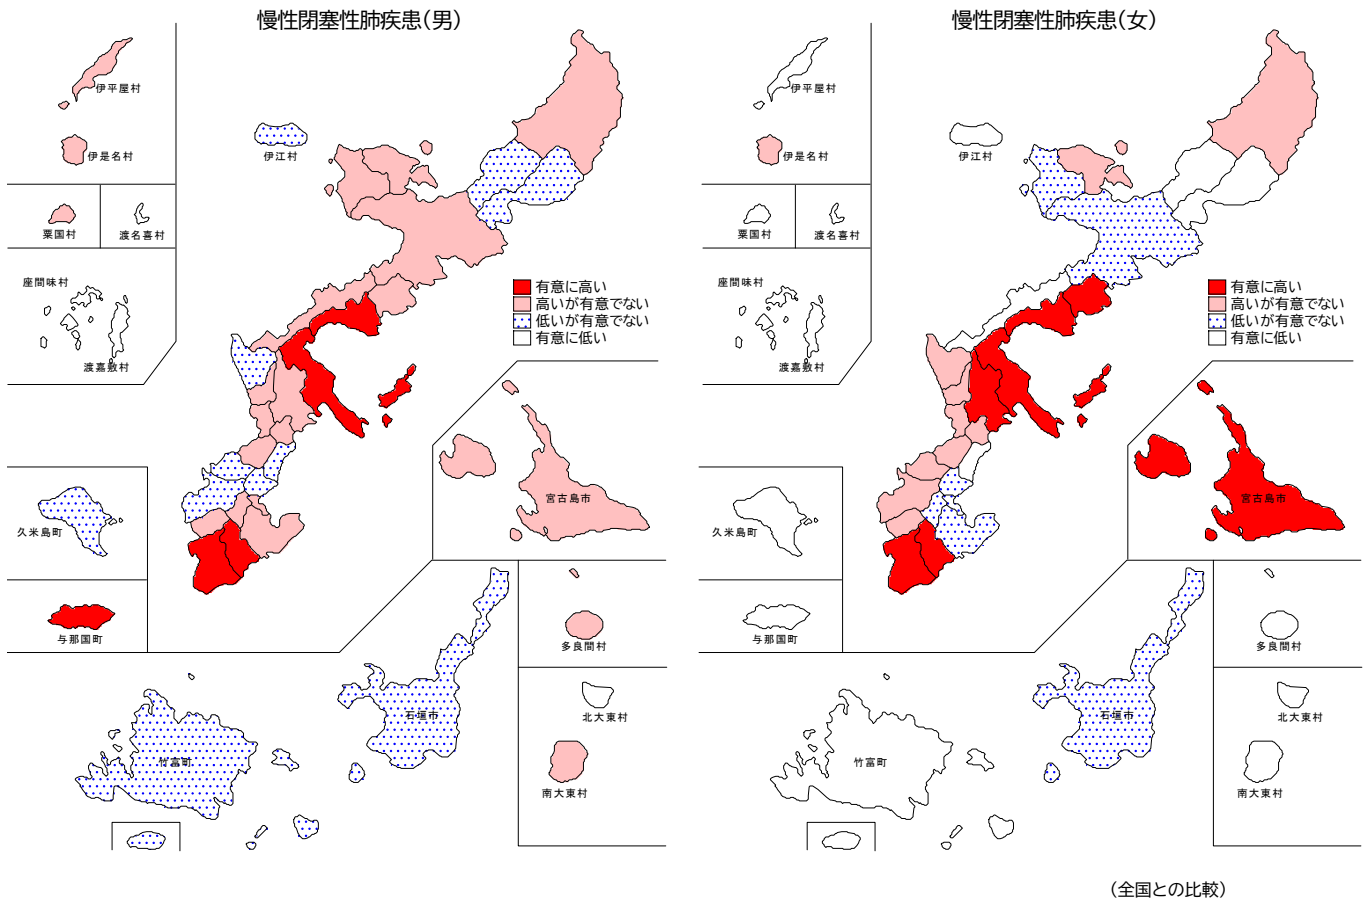 慢性閉塞性肺疾患（男）
伊平屋村
伊是名村
伊江村
粟国村
渡名喜村
座間味村
渡嘉敷村
有意に高い
高いが有意でない
低いが有意でない
有意に低い
宮古島市
久米島町
与那国町
多良間村
石垣市
北大東村
竹富町
南大東村
慢性閉塞性肺疾患（女）
伊平屋村
伊是名村
伊江村
粟国村
渡名喜村
座間味村
渡嘉敷村
有意に高い
高いが有意でない
低いが有意でない
有意に低い
宮古島市
久米島町
与那国町
多良間村
石垣市
北大東村
竹富町
南大東村
（全国との比較）